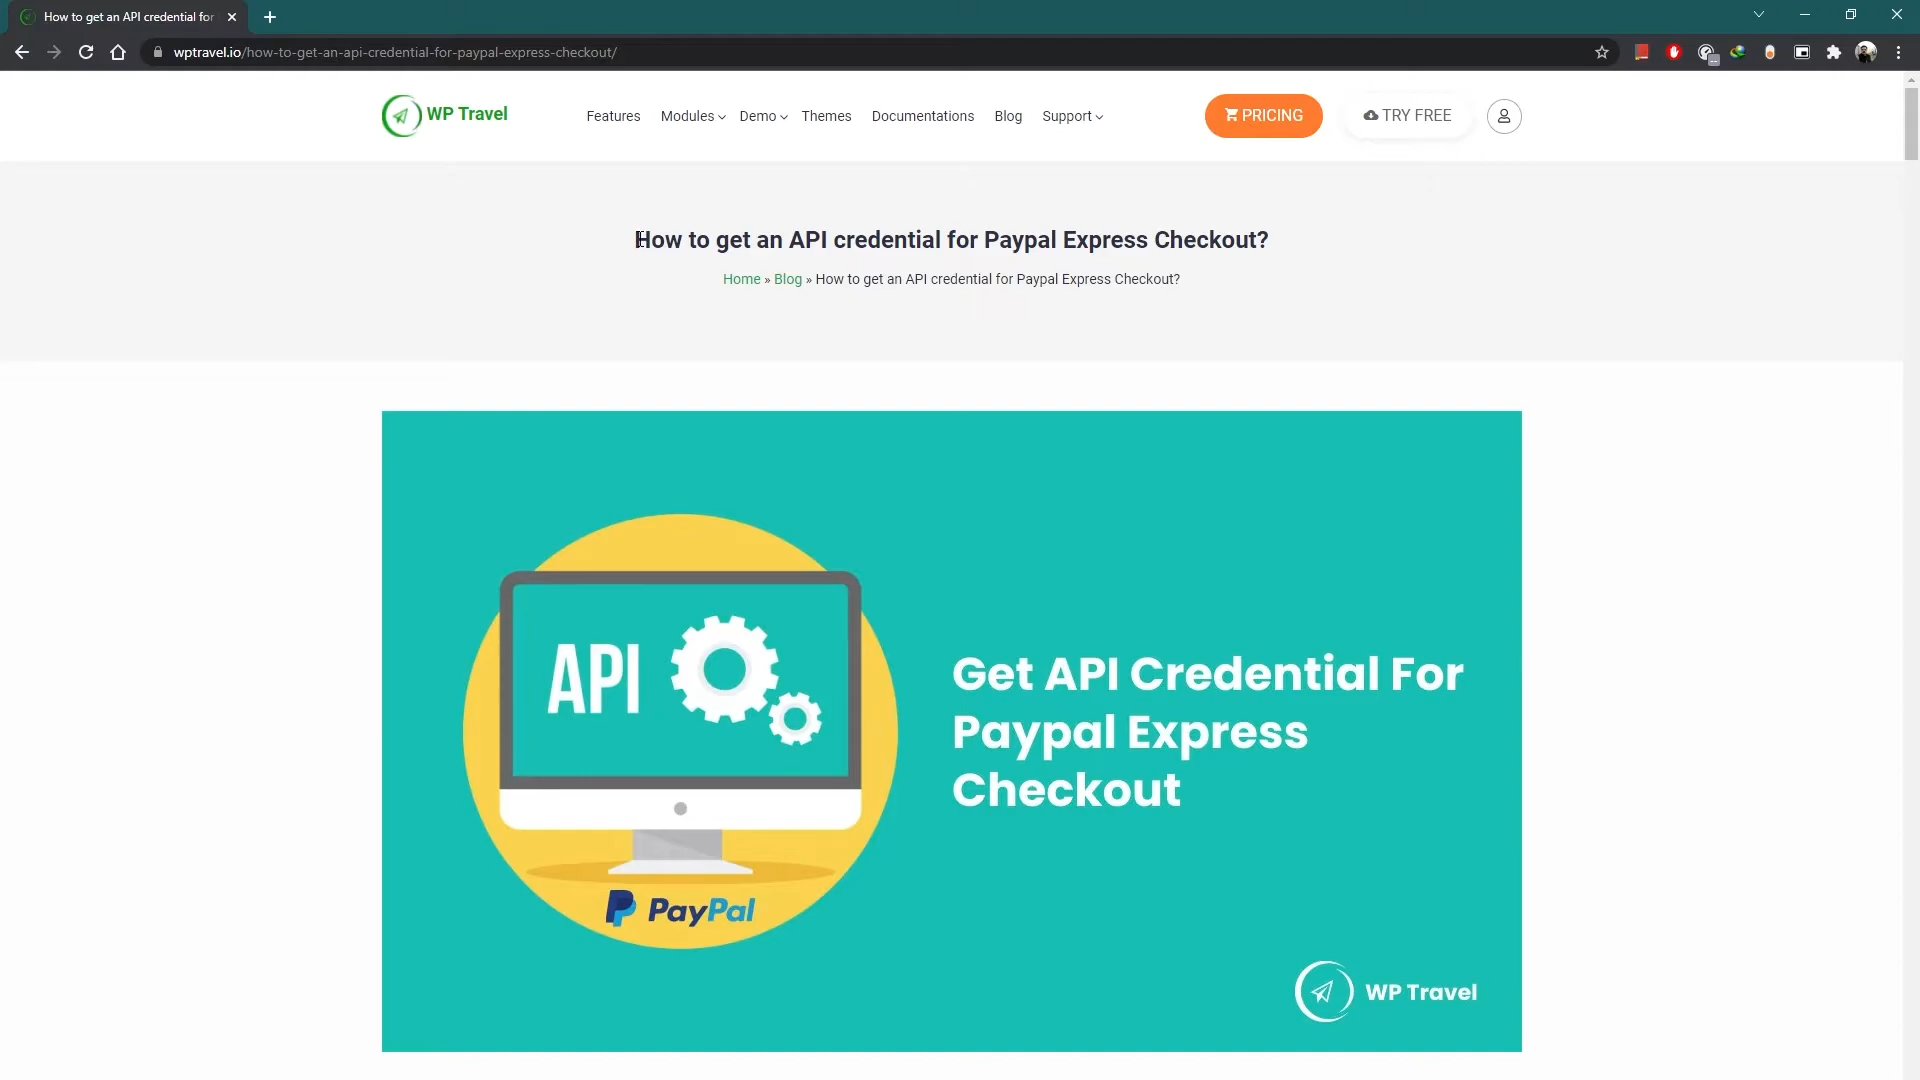 How to get an API credential for
wptravel.io/how-to-get-an-api-credential-for-paypal-express-checkout/
WP Travel
Features
Modules
Demo
Themes
Documentations
Blog
Support
PRICING
TRY FREE
How to get an API credential for Paypal Express Checkout?
Home » Blog » How to get an API credential for Paypal Express Checkout?
API
PayPal
Get API Credential For
Paypal Express
Checkout
WP Travel